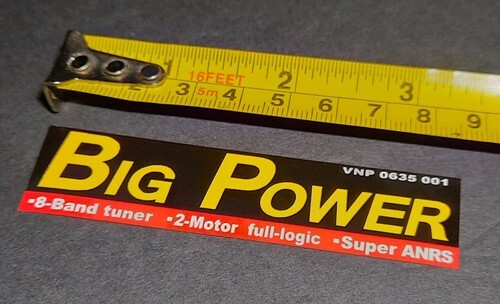 1 2 3
16FEET
5m
2 3 4 5 6 7 8 9
VNP 0635 001
BIG POWER
•8-Band tuner •2-Motor full-logic •Super ANRS